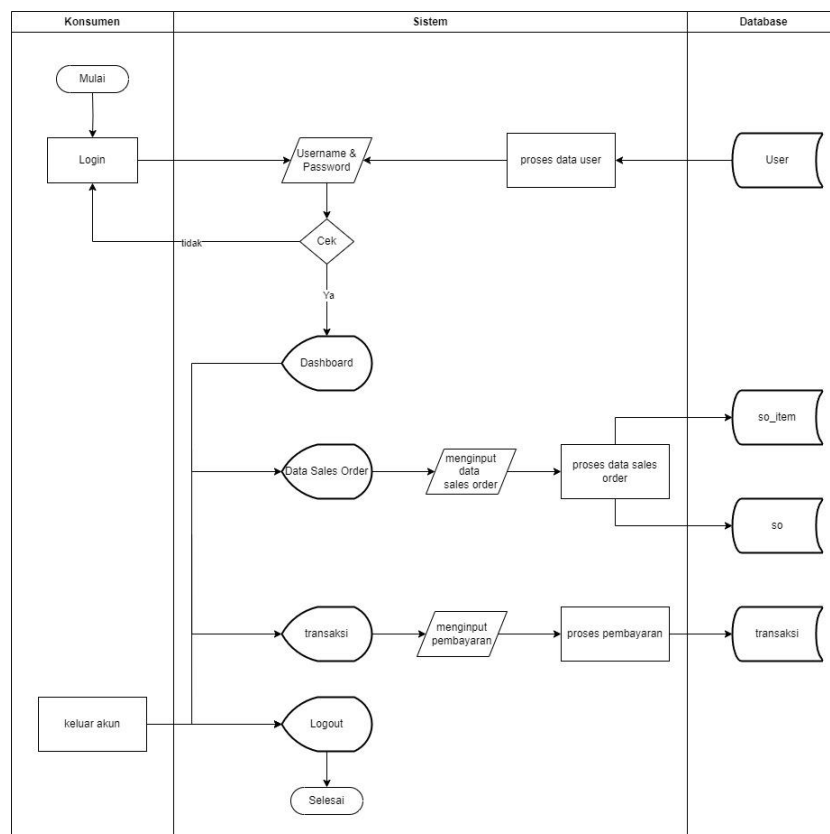 Konsumen
Sistem
Database
Mulai
Login
Username &
Password
proses data user
User
tidak
Cek
Ya
Dashboard
so_item
Data Sales Order
menginput
data
sales order
proses data sales
order
so
transaksi
menginput
pembayaran
proses pembayaran
transaksi
keluar akun
Logout
Selesai